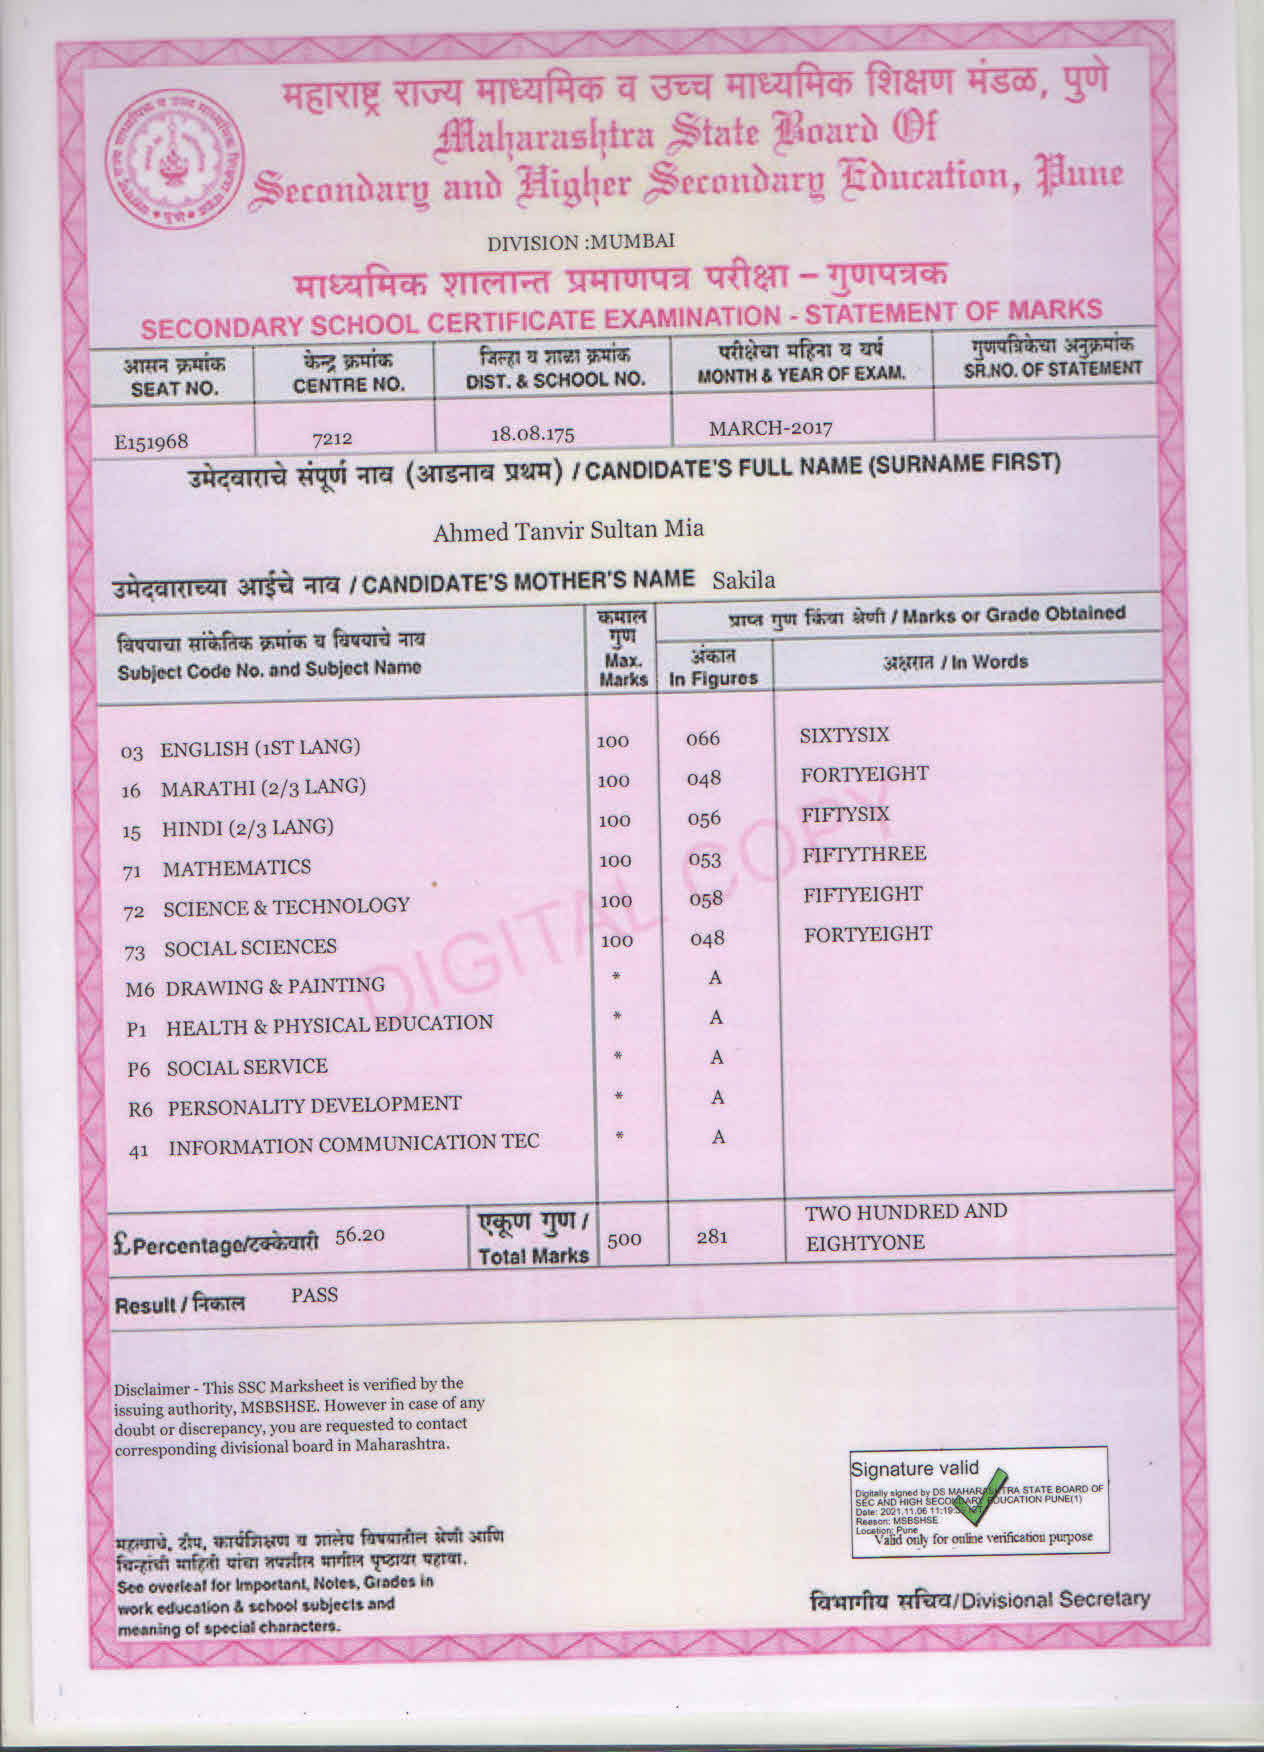 महाराष्ट्र राज्य माध्यमिक व उच्च माध्यमिक शिक्षण मंडळ, पुणे
Maharashtra State Board Of
Secondary and Higher Secondary Education, Pune
DIVISION :MUMBAI
माध्यमिक शालान्त प्रमाणपत्र परीक्षा – गुणपत्रक
SECONDARY SCHOOL CERTIFICATE EXAMINATION - STATEMENT OF MARKS
आसन क्रमांक केन्द्र क्रमांक जिल्हा व शाळा क्रमांक परीक्षेचा महिना व वर्ष गुणपत्रिकेचा अनुक्रमांक
SEAT NO. CENTRE NO. DIST. & SCHOOL NO. MONTH & YEAR OF EXAM. SR.NO. OF STATEMENT
E151968 7212 18.08.175 MARCH-2017
उमेदवाराचे संपूर्ण नाव (आडनाव प्रथम) / CANDIDATE'S FULL NAME (SURNAME FIRST)
Ahmed Tanvir Sultan Mia
उमेदवाराच्या आईचे नाव / CANDIDATE'S MOTHER'S NAME Sakila
विषयाचा सांकेतिक क्रमांक व विषयाचे नाव
Subject Code No. and Subject Name
कमाल
गुण
Max.
Marks
प्राप्त गुण किंवा श्रेणी / Marks or Grade Obtained
अंकात
In Figures
अक्षरात / In Words
03 ENGLISH (1ST LANG) 100 066 SIXTYSIX
16 MARATHI (2/3 LANG) 100 048 FORTYEIGHT
15 HINDI (2/3 LANG) 100 056 FIFTYSIX
71 MATHEMATICS 100 053 FIFTYTHREE
72 SCIENCE & TECHNOLOGY 100 058 FIFTYEIGHT
73 SOCIAL SCIENCES 100 048 FORTYEIGHT
M6 DRAWING & PAINTING * A
P1 HEALTH & PHYSICAL EDUCATION * A
P6 SOCIAL SERVICE * A
R6 PERSONALITY DEVELOPMENT * A
41 INFORMATION COMMUNICATION TEC * A
DIGITAL COPY
£ Percentage/टक्केवारी 56.20
एकूण गुण /
Total Marks
500 281
TWO HUNDRED AND
EIGHTYONE
Result / निकाल PASS
Disclaimer - This SSC Marksheet is verified by the
issuing authority, MSBSHSE. However in case of any
doubt or discrepancy, you are requested to contact
corresponding divisional board in Maharashtra.
Signature valid
Digitally signed by DS MAHARASHTRA STATE BOARD OF
SEC AND HIGH SECONDARY EDUCATION PUNE(1)
Date: 2021.11.06
Reason: MSBSHSE
Location: Pune
Valid only for online verification purpose
महत्वाचे, टीप, कार्यशिक्षण व शालेय विषयातील श्रेणी आणि
चिन्हांची माहिती यांचा तपशील मागील पृष्ठावर पहावा.
See overleaf for Important, Notes, Grades in
work education & school subjects and
meaning of special characters.
विभागीय सचिव/Divisional Secretary